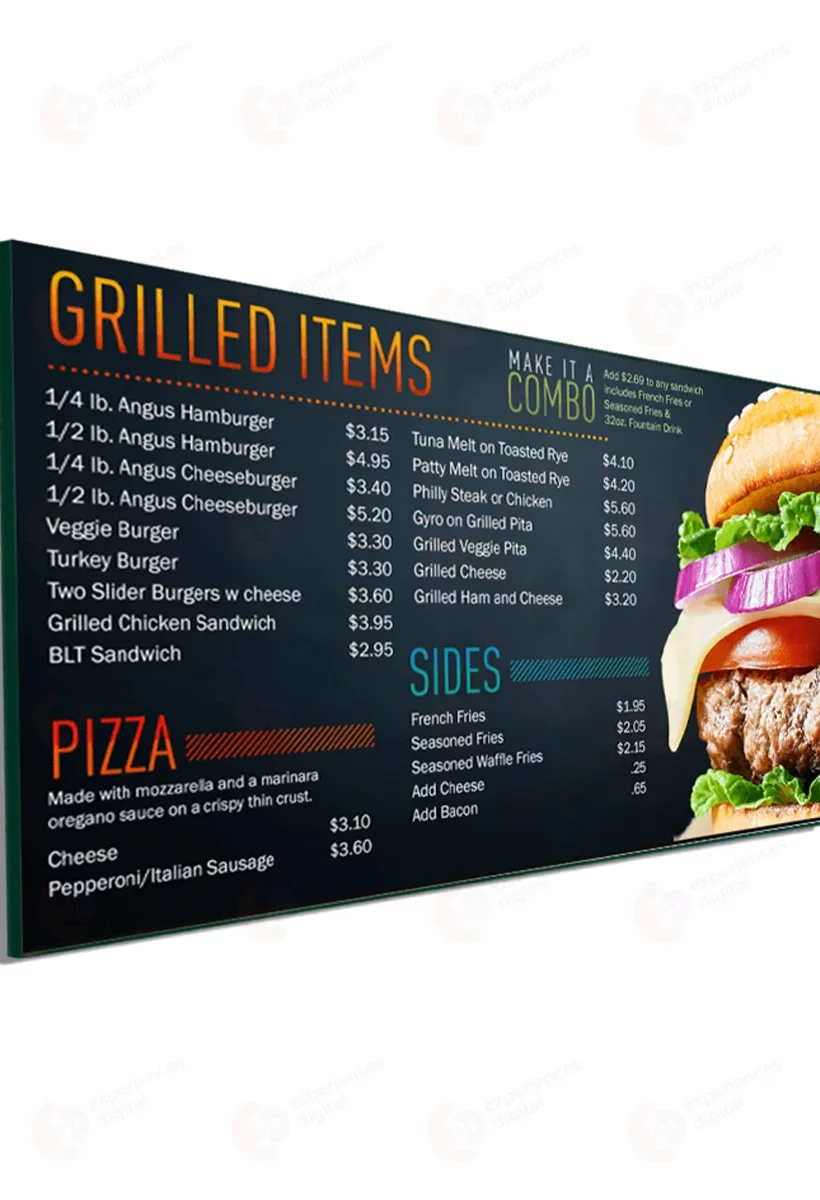 GRILLED ITEMS
1/4 lb. Angus Hamburger $3.15
1/2 lb. Angus Hamburger $4.95
1/4 lb. Angus Cheeseburger $3.40
1/2 lb. Angus Cheeseburger $5.20
Veggie Burger $3.30
Turkey Burger $3.30
Two Slider Burgers w cheese $3.60
Grilled Chicken Sandwich $3.95
BLT Sandwich $2.95
MAKE IT A
COMBO
Add $2.69 to any sandwich
includes French Fries or
Seasoned Fries &
32oz. Fountain Drink
Tuna Melt on Toasted Rye $4.10
Patty Melt on Toasted Rye $4.20
Philly Steak or Chicken $5.60
Gyro on Grilled Pita $5.60
Grilled Veggie Pita $4.40
Grilled Cheese $2.20
Grilled Ham and Cheese $3.20
PIZZA
Made with mozzarella and a marinara
oregano sauce on a crispy thin crust.
Cheese $3.10
Pepperoni/Italian Sausage $3.60
SIDES
French Fries $1.95
Seasoned Fries $2.05
Seasoned Waffle Fries $2.15
Add Cheese .25
Add Bacon .65
experiences
digital